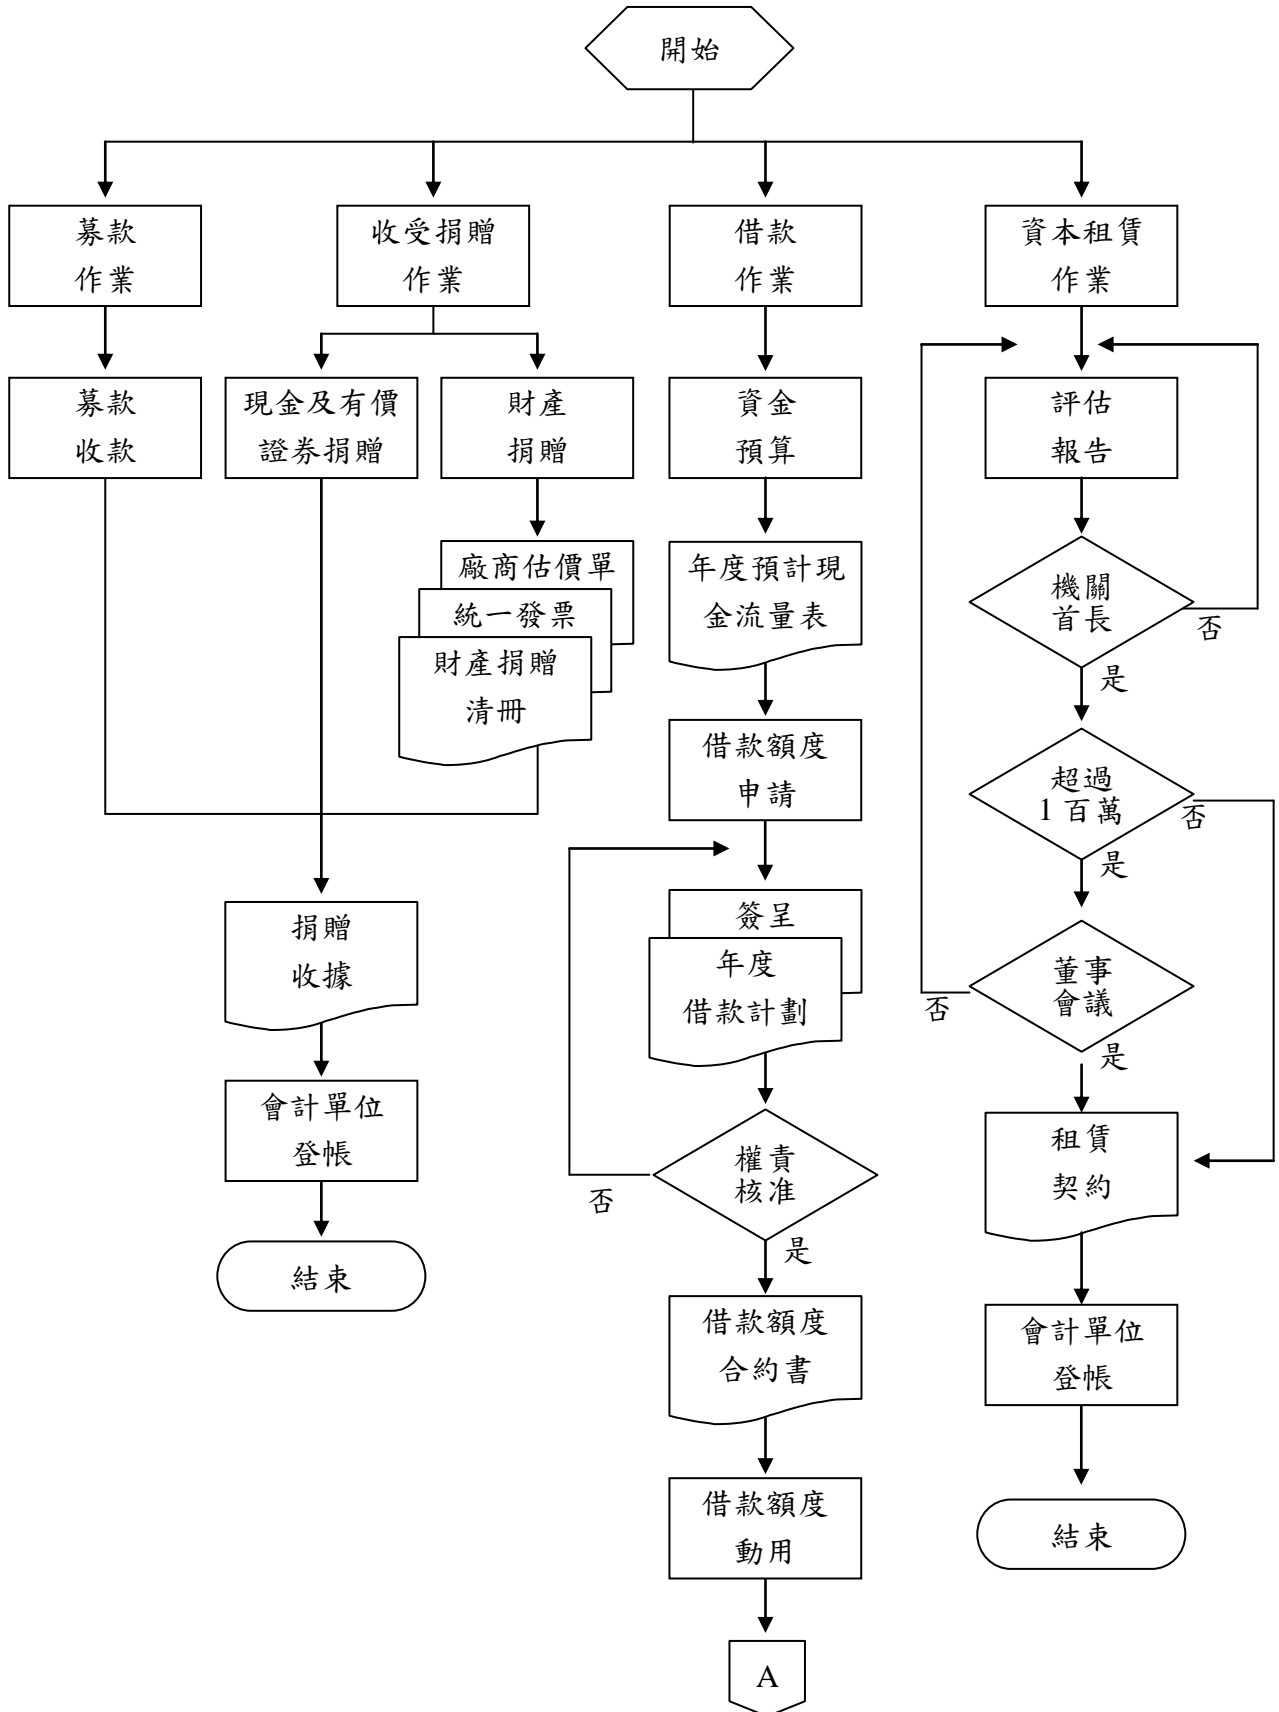 開始
募款
作業
收受捐贈
作業
借款
作業
資本租賃
作業
募款
收款
現金及有價
證券捐贈
財產
捐贈
資金
預算
評估
報告
廠商估價單
統一發票
財產捐贈
清冊
年度預計現
金流量表
機關
首長
否
是
借款額度
申請
超過
1 百萬
否
是
捐贈
收據
簽呈
年度
借款計劃
董事
會議
否
是
會計單位
登帳
權責
核准
否
是
租賃
契約
結束
借款額度
合約書
會計單位
登帳
借款額度
動用
結束
A